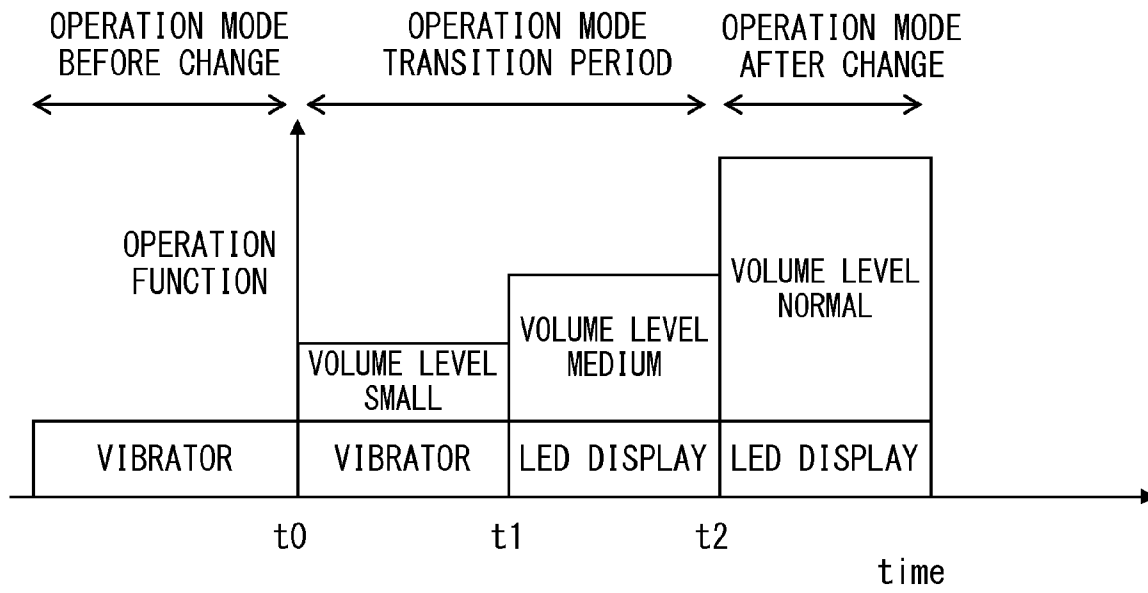 OPERATION MODE
BEFORE CHANGE
OPERATION MODE
TRANSITION PERIOD
OPERATION MODE
AFTER CHANGE
OPERATION
FUNCTION
VOLUME LEVEL
SMALL
VOLUME LEVEL
MEDIUM
VOLUME LEVEL
NORMAL
VIBRATOR
VIBRATOR
LED DISPLAY
LED DISPLAY
t0
t1
t2
time